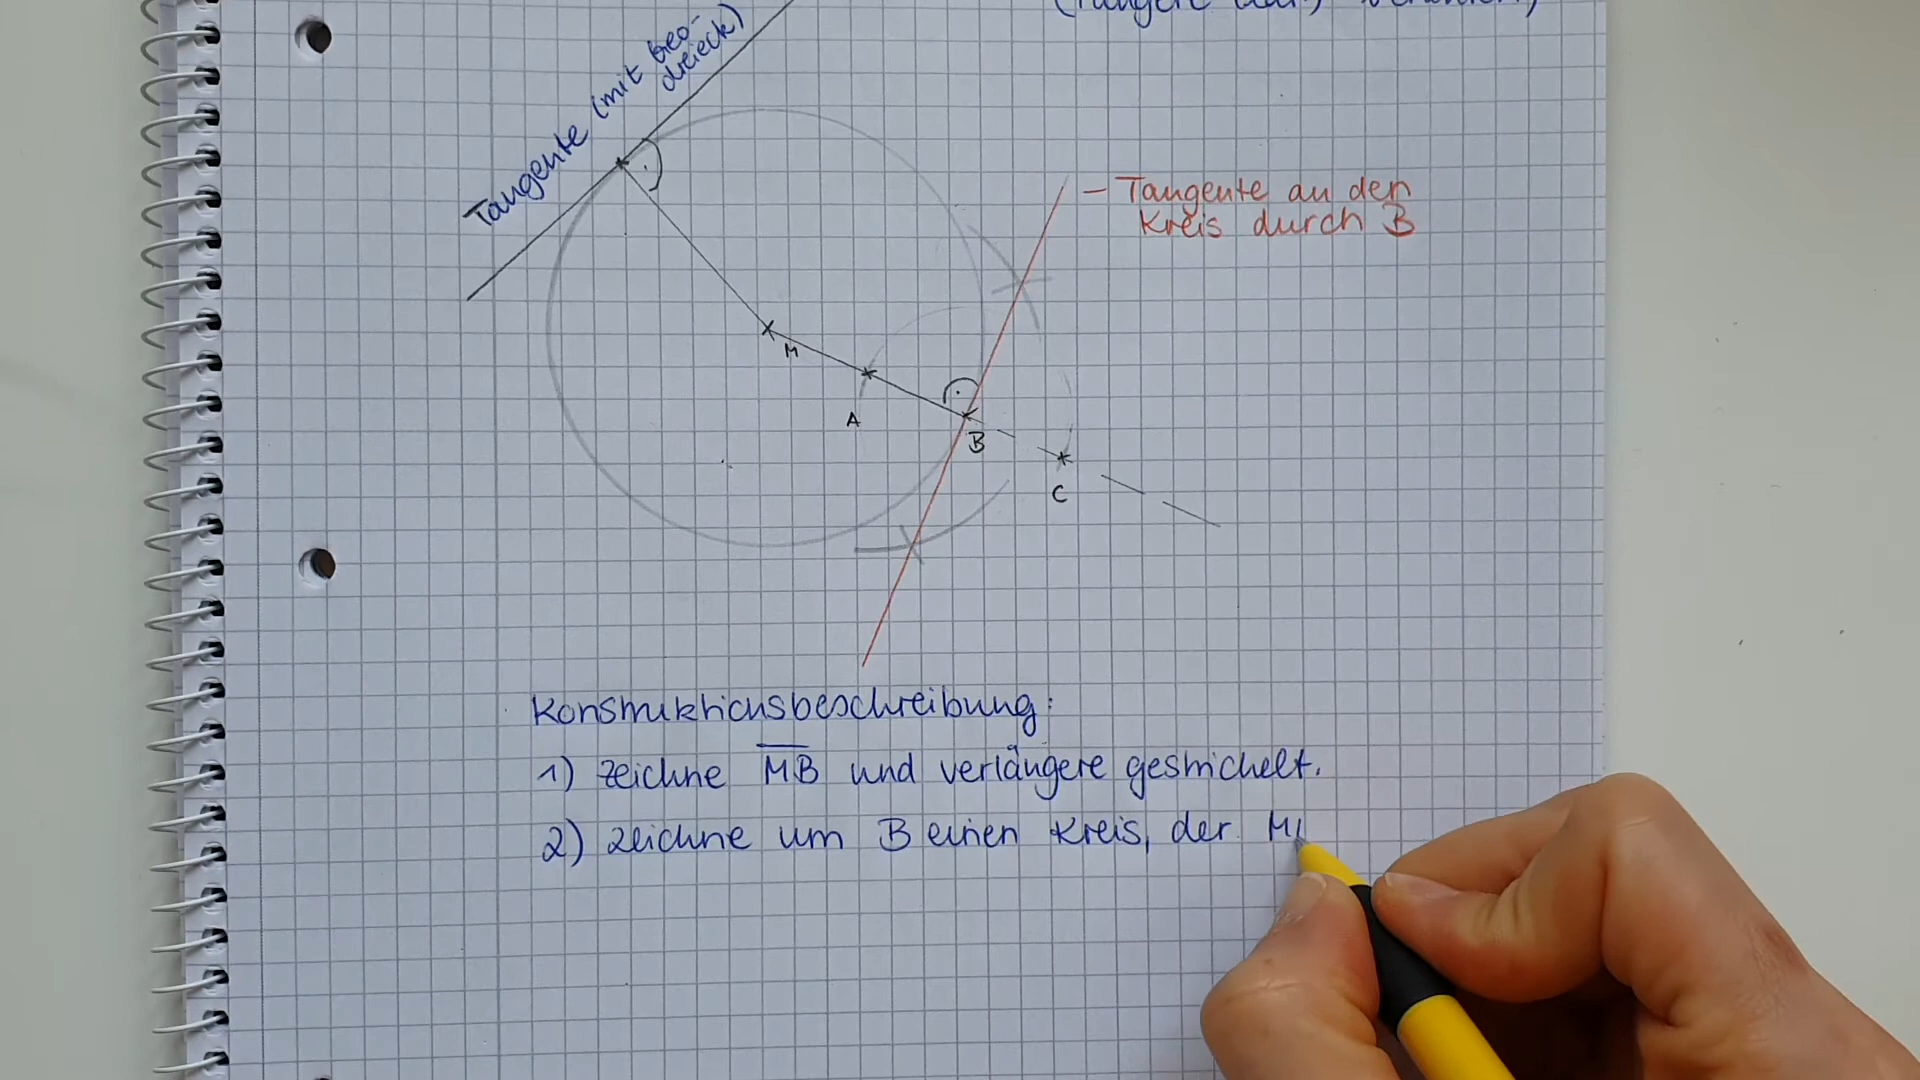 Tangente (mit Geo-
dreieck)
– Tangente an den
Kreis durch B
M
A
B
C
Konstruktionsbeschreibung:
1) zeichne MB und verlängere gestrichelt.
2) zeichne um B einen Kreis, der